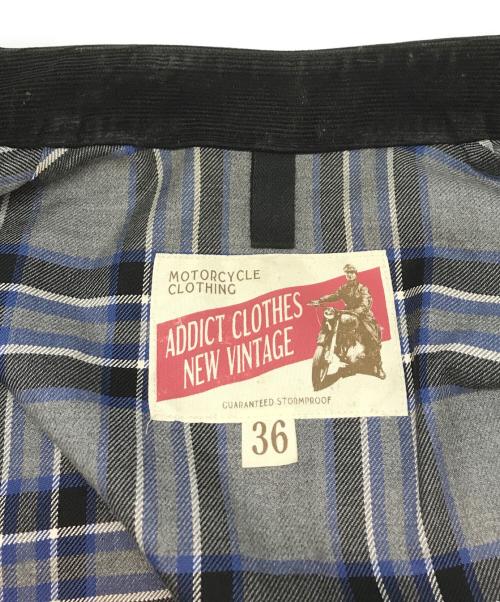 MOTORCYCLE
CLOTHING
ADDICT CLOTHES
NEW VINTAGE
GUARANTEED STORMPROOF
36